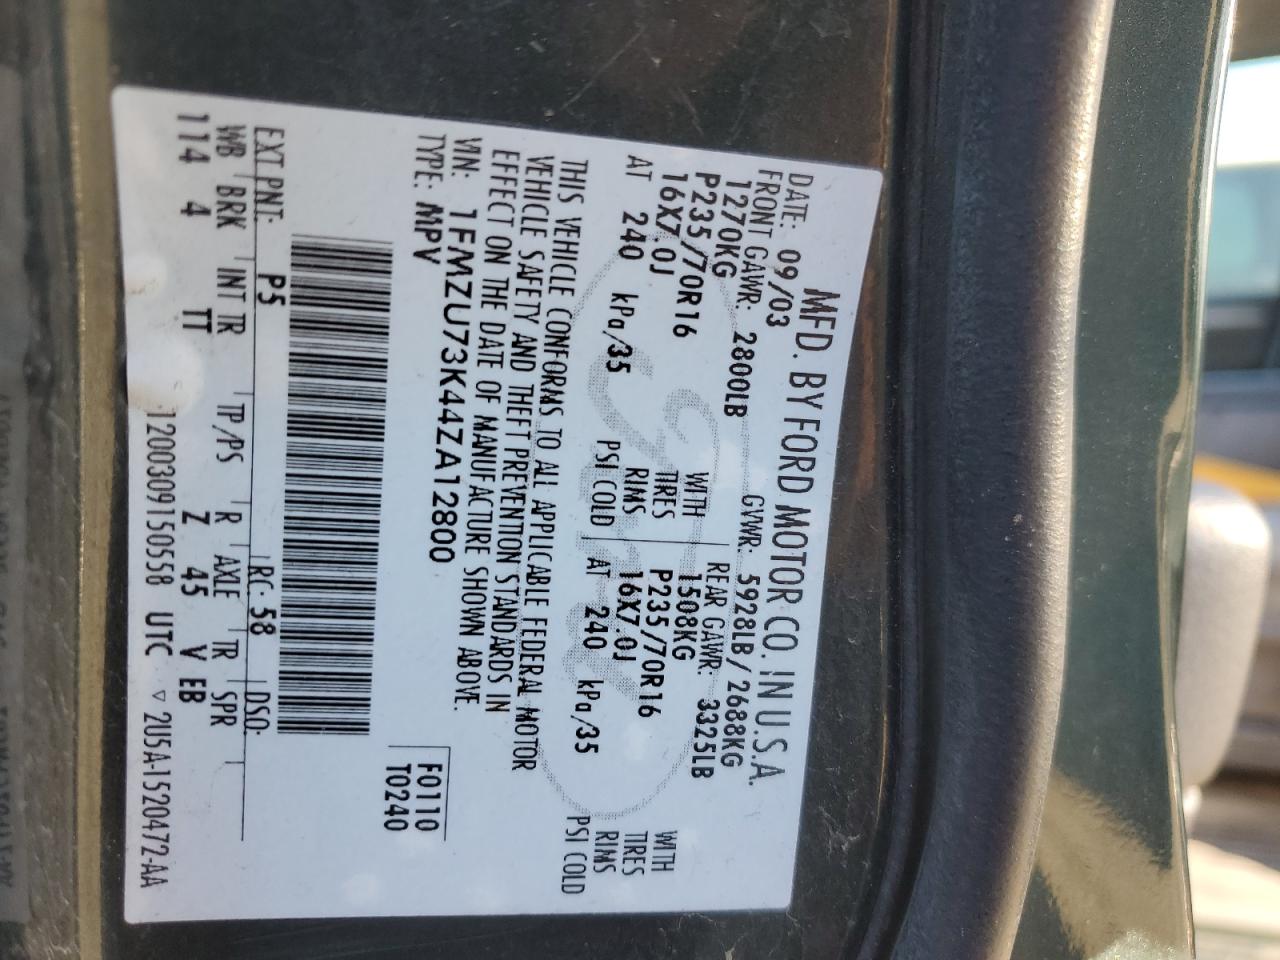 MFD. BY FORD MOTOR CO. IN U.S.A.
DATE: 09/03 GVWR: 5928LB/2688KG
FRONT GAWR: 2800LB REAR GAWR: 3325LB
1270KG WITH 1508KG WITH
P235/70R16 TIRES P235/70R16 TIRES
16X7.0J RIMS 16X7.0J RIMS
AT 240 kPa/35 PSI COLD AT 240 kPa/35 PSI COLD
THIS VEHICLE CONFORMS TO ALL APPLICABLE FEDERAL MOTOR
VEHICLE SAFETY AND THEFT PREVENTION STANDARDS IN
EFFECT ON THE DATE OF MANUFACTURE SHOWN ABOVE.
VIN: 1FMZU73K44ZA12800
TYPE: MPV
F0110
T0240
EXT PNT: P5 RC: 58 DSO:
WB BRK INT TR TP/PS R AXLE TR SPR
114 4 TT Z 45 V EB
120030915055​8 UTC ▽ 2U5A-1520472-AA